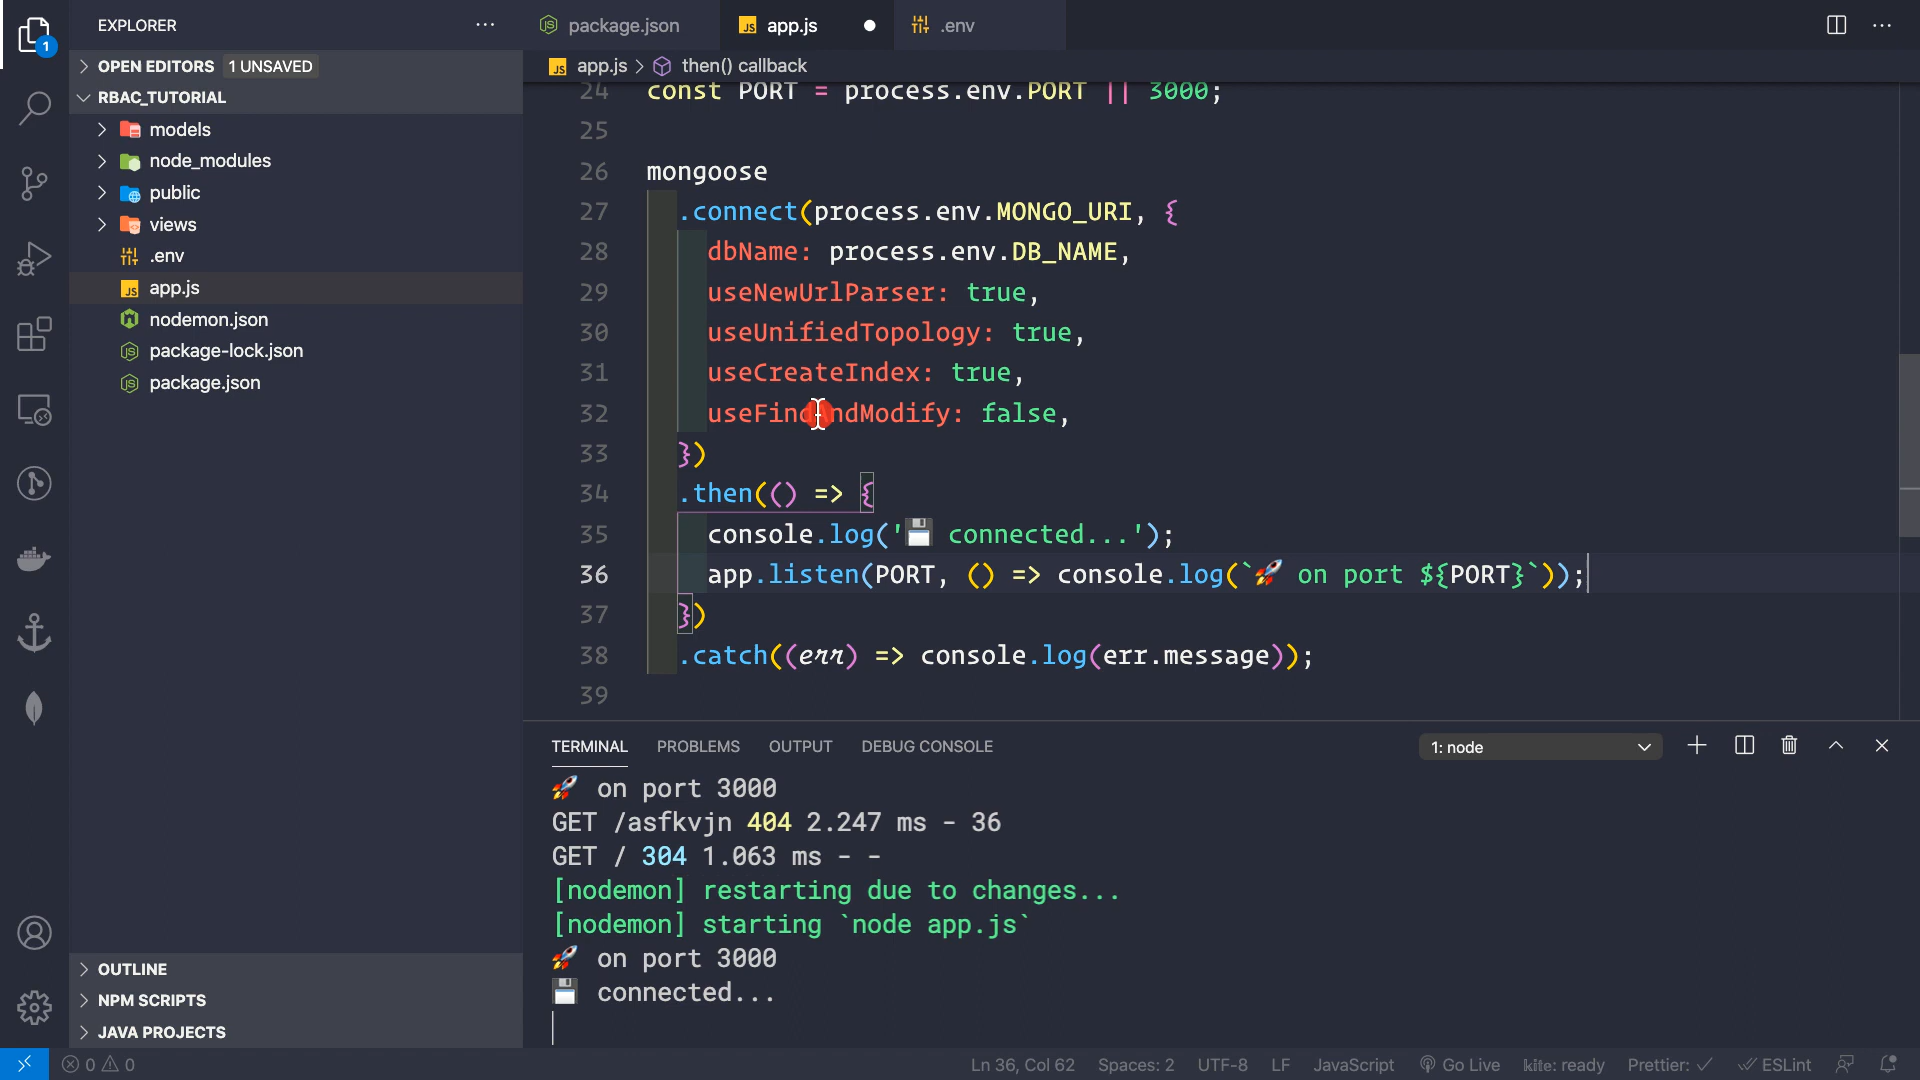 EXPLORER
package.json
app.js
.env
OPEN EDITORS 1 UNSAVED
app.js > then() callback
RBAC_TUTORIAL
models
node_modules
public
views
.env
app.js
nodemon.json
package-lock.json
package.json
1
24 const PORT = process.env.PORT || 3000;
25
26 mongoose
27 .connect(process.env.MONGO_URI, {
28 dbName: process.env.DB_NAME,
29 useNewUrlParser: true,
30 useUnifiedTopology: true,
31 useCreateIndex: true,
32 useFindAndModify: false,
33 })
34 .then(() => {
35 console.log('💾 connected...');
36 app.listen(PORT, () => console.log(`🚀 on port ${PORT}`));
37 })
38 .catch((err) => console.log(err.message));
39
TERMINAL PROBLEMS OUTPUT DEBUG CONSOLE 1: node
🚀 on port 3000
GET /asfkvjn 404 2.247 ms - 36
GET / 304 1.063 ms - -
[nodemon] restarting due to changes...
[nodemon] starting `node app.js`
🚀 on port 3000
💾 connected...
OUTLINE
NPM SCRIPTS
JAVA PROJECTS
0 0 Ln 36, Col 62 Spaces: 2 UTF-8 LF JavaScript Go Live kite: ready Prettier: ✓ ESLint